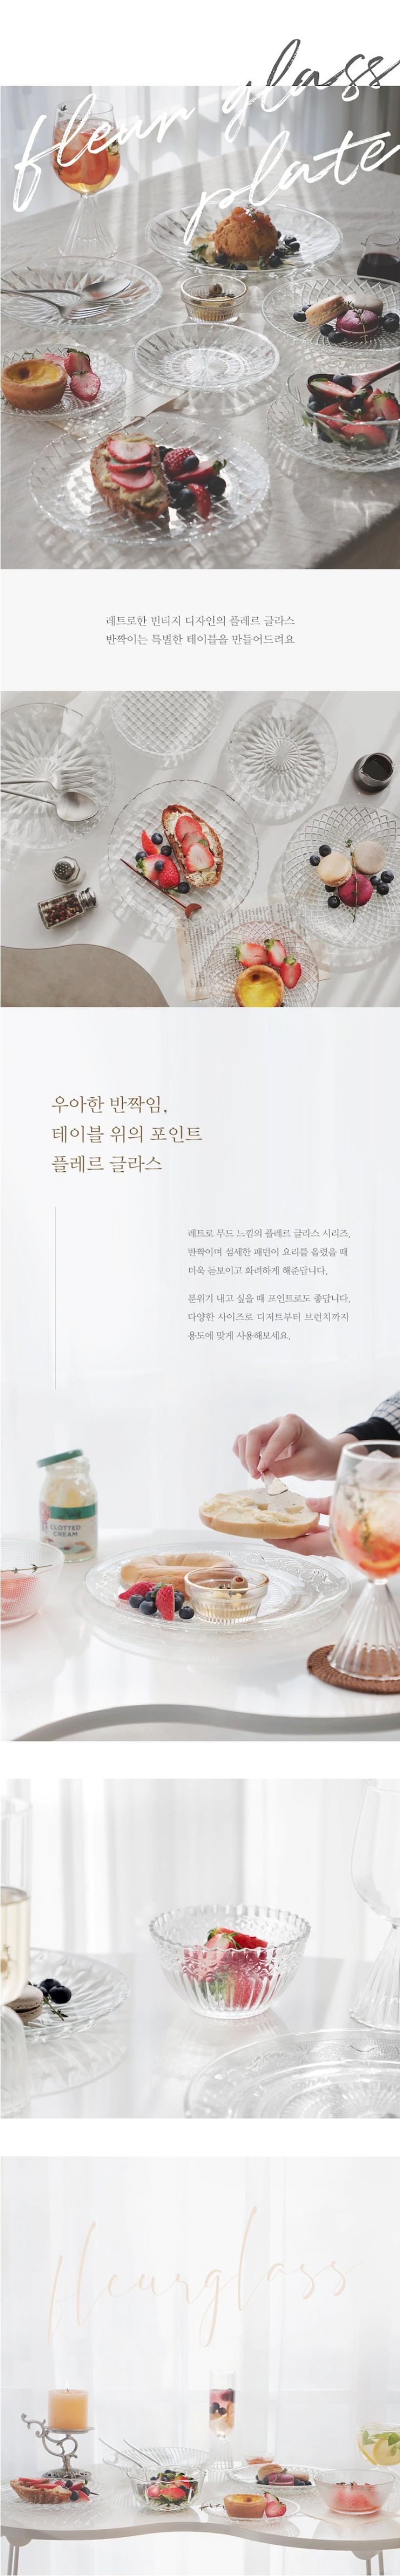 fleur glass
plate
레트로한 빈티지 디자인의 플레르 글라스
반짝이는 특별한 테이블을 만들어드려요
우아한 반짝임,
테이블 위의 포인트
플레르 글라스
레트로 무드 느낌의 플레르 글라스 시리즈.
반짝이며 섬세한 패턴이 요리를 올렸을 때
더욱 돋보이고 화려하게 해준답니다.
분위기 내고 싶을 때 포인트로도 좋답니다.
다양한 사이즈로 디저트부터 브런치까지
용도에 맞게 사용해보세요.
CLOTTED
CREAM
fleurglass